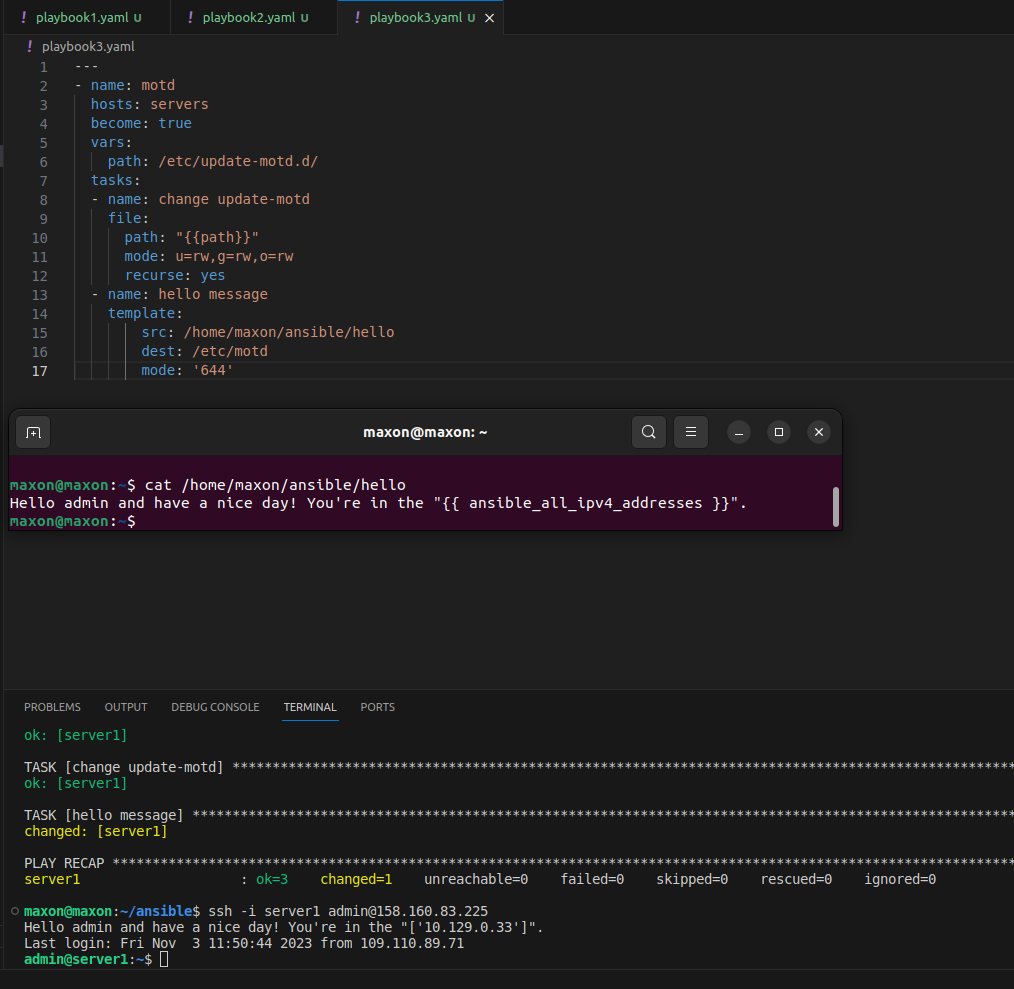 ! playbook1.yaml U ! playbook2.yaml U ! playbook3.yaml U ×
! playbook3.yaml
1 ---
2 - name: motd
3   hosts: servers
4   become: true
5   vars:
6     path: /etc/update-motd.d/
7   tasks:
8   - name: change update-motd
9     file:
10       path: "{{path}}"
11       mode: u=rw,g=rw,o=rw
12       recurse: yes
13   - name: hello message
14     template:
15         src: /home/maxon/ansible/hello
16         dest: /etc/motd
17         mode: '644'
maxon@maxon: ~
maxon@maxon:~$ cat /home/maxon/ansible/hello
Hello admin and have a nice day! You're in the "{{ ansible_all_ipv4_addresses }}".
maxon@maxon:~$
PROBLEMS OUTPUT DEBUG CONSOLE TERMINAL PORTS
ok: [server1]
TASK [change update-motd] *************************************************************************************************
ok: [server1]
TASK [hello message] ******************************************************************************************************
changed: [server1]
PLAY RECAP ****************************************************************************************************************
server1 : ok=3 changed=1 unreachable=0 failed=0 skipped=0 rescued=0 ignored=0
maxon@maxon:~/ansible$ ssh -i server1 admin@158.160.83.225
Hello admin and have a nice day! You're in the "['10.129.0.33']".
Last login: Fri Nov  3 11:50:44 2023 from 109.110.89.71
admin@server1:~$